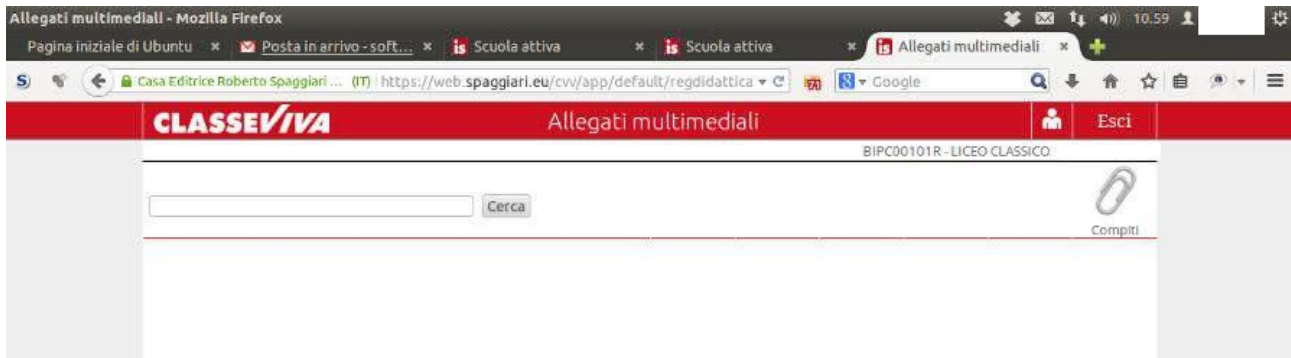 Allegati multimediali - Mozilla Firefox 10.59
Pagina iniziale di Ubuntu Posta in arrivo - soft... Scuola attiva Scuola attiva Allegati multimediali
Casa Editrice Roberto Spaggiari ... (IT) https://web.spaggiari.eu/cvv/app/default/regdidattica Google
CLASSEVIVA Allegati multimediali Esci
BIPC00101R - LICEO CLASSICO
Cerca
Compiti